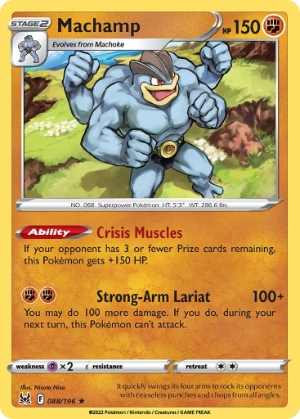 STAGE 2
Machamp
HP 150
Evolves from Machoke
NO. 068 Superpower Pokémon HT. 5'3" WT. 286.6 lbs.
Ability Crisis Muscles
If your opponent has 3 or fewer Prize cards remaining,
this Pokémon gets +150 HP.
Strong-Arm Lariat 100+
You may do 100 more damage. If you do, during your
next turn, this Pokémon can't attack.
weakness ×2 resistance retreat
Illus. Nisota Niso
It quickly swings its four arms to rock its opponents
with ceaseless punches and chops from all angles.
088/196 ★
©2022 Pokémon / Nintendo / Creatures / GAME FREAK